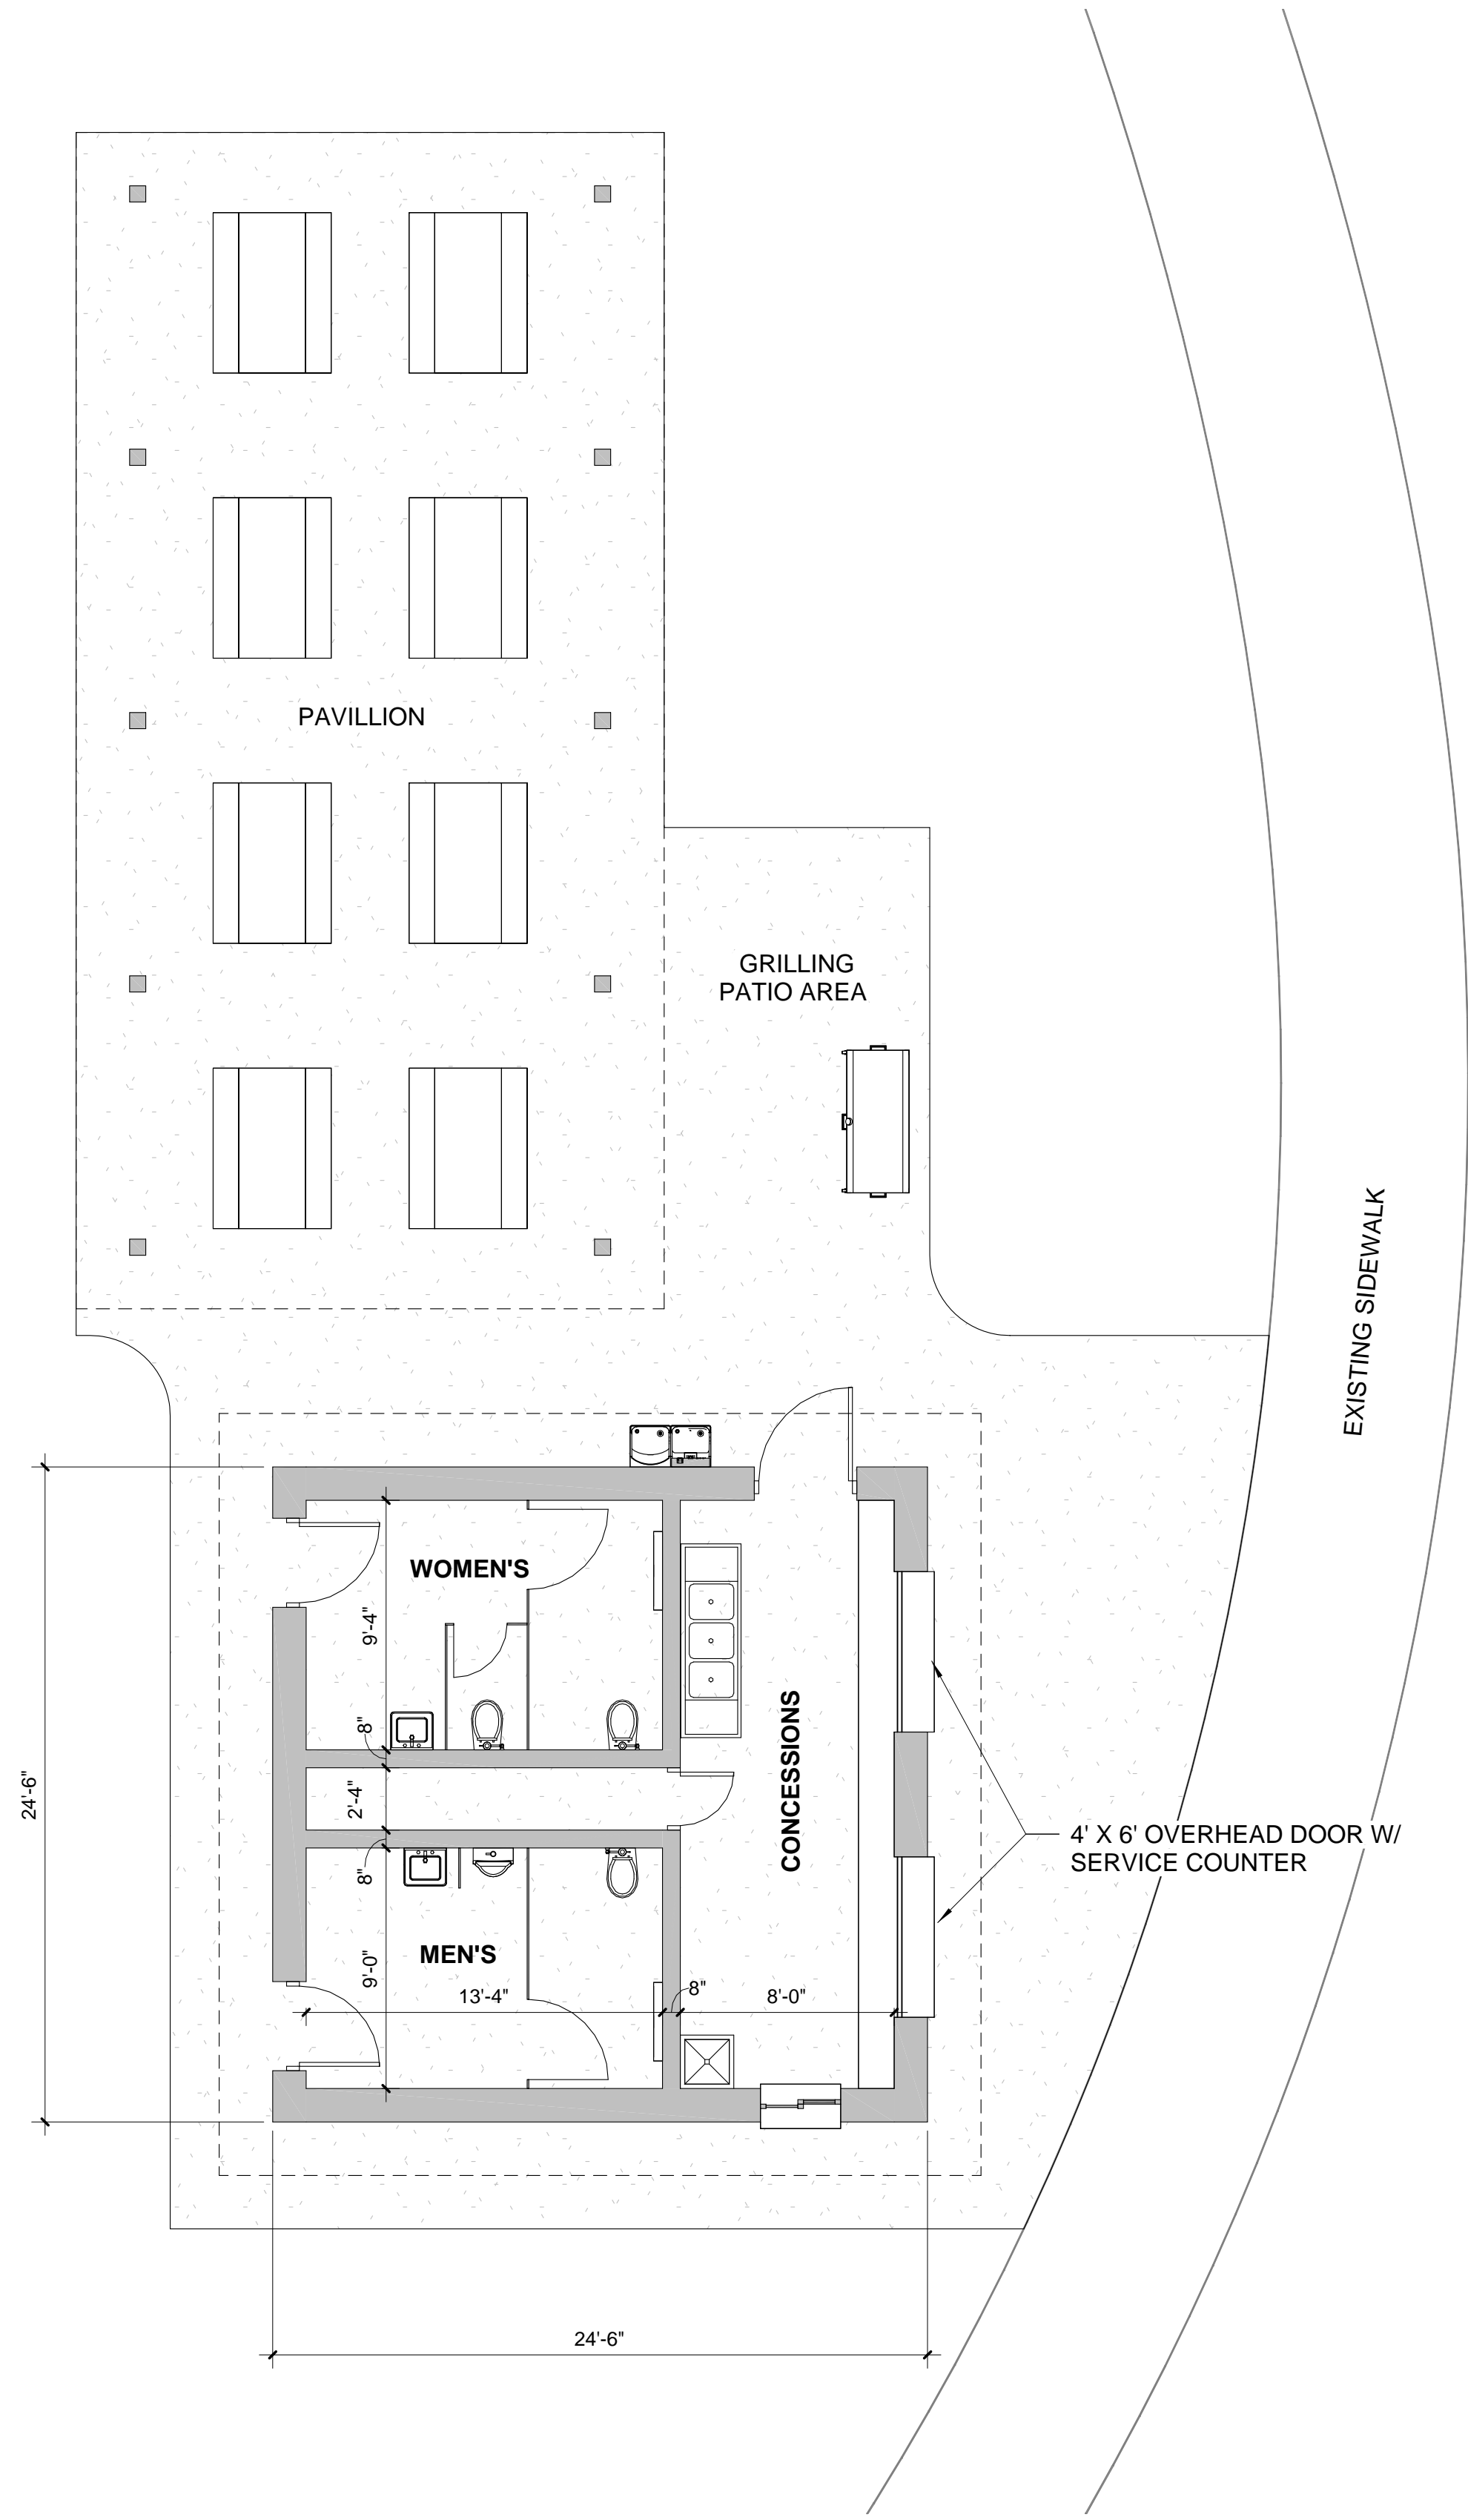 PAVILLION
GRILLING
PATIO AREA
EXISTING SIDEWALK
WOMEN'S
9'-4"
8"
2'-4"
8"
24'-6"
CONCESSIONS
4' X 6' OVERHEAD DOOR W/
SERVICE COUNTER
MEN'S
9'-0"
13'-4"
8"
8'-0"
24'-6"